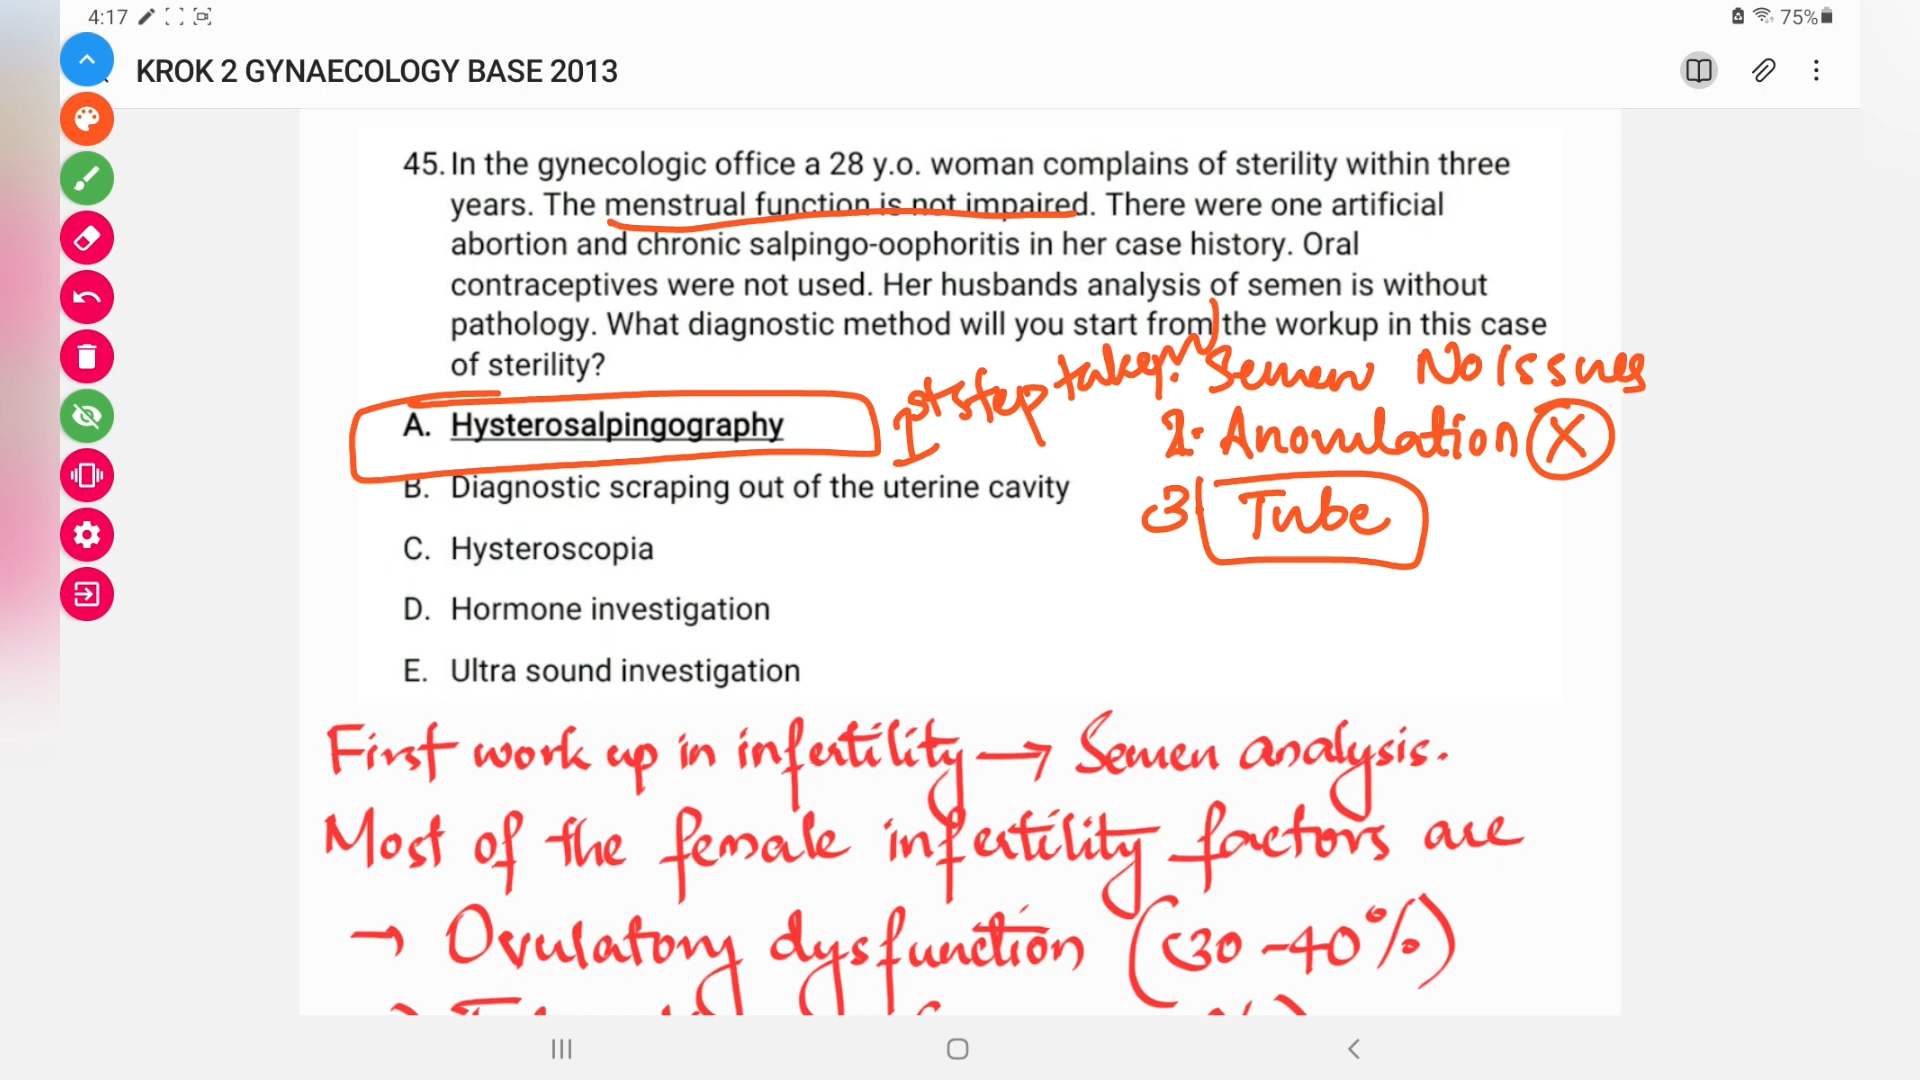 4:17
75%
KROK 2 GYNAECOLOGY BASE 2013
45. In the gynecologic office a 28 y.o. woman complains of sterility within three
years. The menstrual function is not impaired. There were one artificial
abortion and chronic salpingo-oophoritis in her case history. Oral
contraceptives were not used. Her husbands analysis of semen is without
pathology. What diagnostic method will you start from the workup in this case
of sterility?
A. Hysterosalpingography
B. Diagnostic scraping out of the uterine cavity
C. Hysteroscopia
D. Hormone investigation
E. Ultra sound investigation
1st step taken
Semen No issues
2. Anovulation X
3. Tube
First work up in infertility → Semen analysis.
Most of the female infertility factors are
→ Ovulatory dysfunction (30-40%)